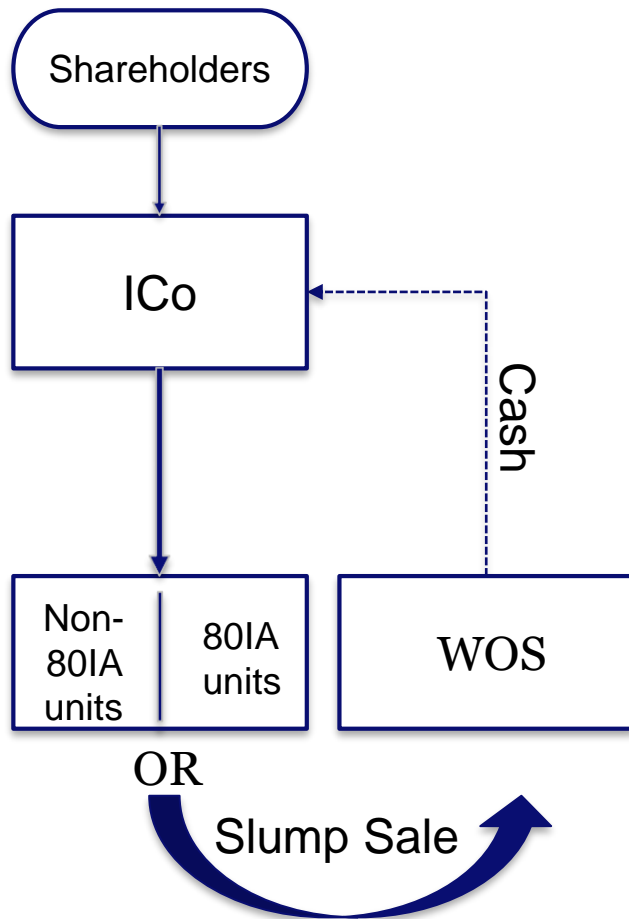 Shareholders
ICo
Cash
Non-
80IA
units
80IA
units
WOS
OR
Slump Sale